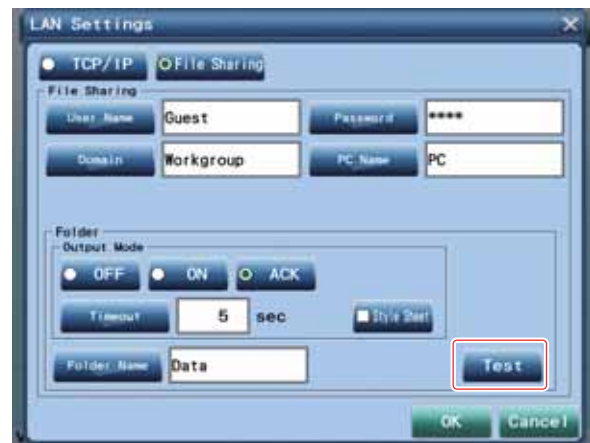 LAN Settings
TCP/IP File Sharing
File Sharing
User Name Guest Password ****
Domain Workgroup PC Name PC
Folder
Output Mode
OFF ON ACK
Timeout 5 sec Style Sheet
Folder Name Data Test
OK Cancel